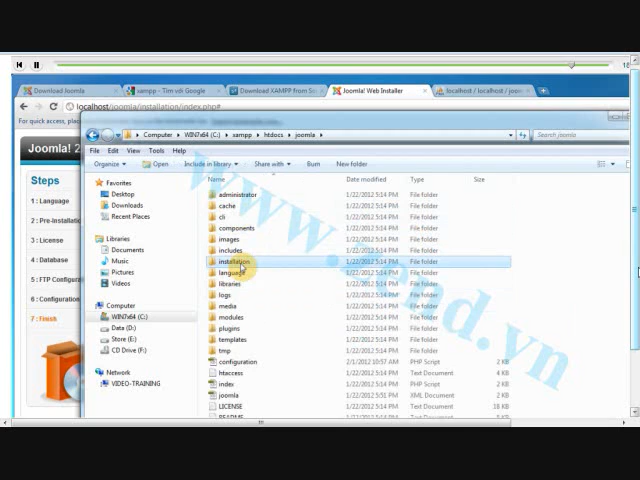 18
Download Joomla
xampp - Tìm với Google
Download XAMPP from So
Joomla! Web Installer
localhost / localhost / joom
localhost/joomla/installation/index.php#
For quick access, plac
Computer WIN7x64 (C:) xampp htdocs joomla
Search joomla
Joomla! 2
File Edit View Tools Help
Organize Open Include in library Share with Burn New folder
Steps
1 : Language
2 : Pre-Installatio
3 : License
4 : Database
5 : FTP Configura
6 : Configuration
7 : Finish
Favorites
Desktop
Downloads
Recent Places
Libraries
Documents
Music
Pictures
Videos
Computer
WIN7x64 (C:)
Data (D:)
Store (E:)
CD Drive (F:)
Network
VIDEO-TRAINING
Name Date modified Type Size
administrator 1/22/2012 5:14 PM File folder
cache 1/22/2012 5:14 PM File folder
cli 1/22/2012 5:14 PM File folder
components 1/22/2012 5:14 PM File folder
images 1/22/2012 5:14 PM File folder
includes 1/22/2012 5:14 PM File folder
installation 1/22/2012 5:14 PM File folder
language 1/22/2012 5:14 PM File folder
libraries 1/22/2012 5:14 PM File folder
logs 1/22/2012 5:14 PM File folder
media 1/22/2012 5:14 PM File folder
modules 1/22/2012 5:14 PM File folder
plugins 1/22/2012 5:14 PM File folder
templates 1/22/2012 5:14 PM File folder
tmp 1/22/2012 5:14 PM File folder
configuration 2/1/2012 10:57 AM PHP Script 2 KB
htaccess 1/22/2012 5:14 PM Text Document 4 KB
index 1/22/2012 5:14 PM PHP Script 2 KB
joomla 1/22/2012 5:51 PM XML Document 2 KB
LICENSE 1/22/2012 5:14 PM Text Document 18 KB
README 1/22/2012 5:14 PM Text Document
www.zend.vn